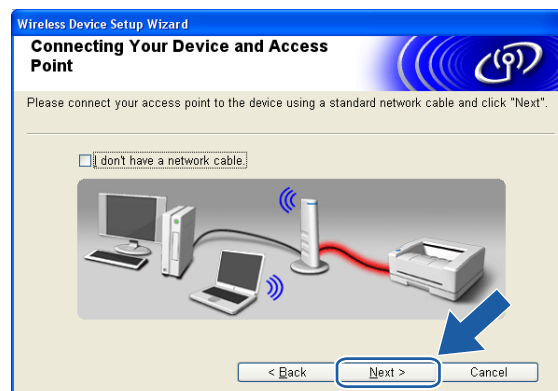 Wireless Device Setup Wizard
Connecting Your Device and Access
Point
Please connect your access point to the device using a standard network cable and click "Next".
I don't have a network cable.
< Back Next > Cancel